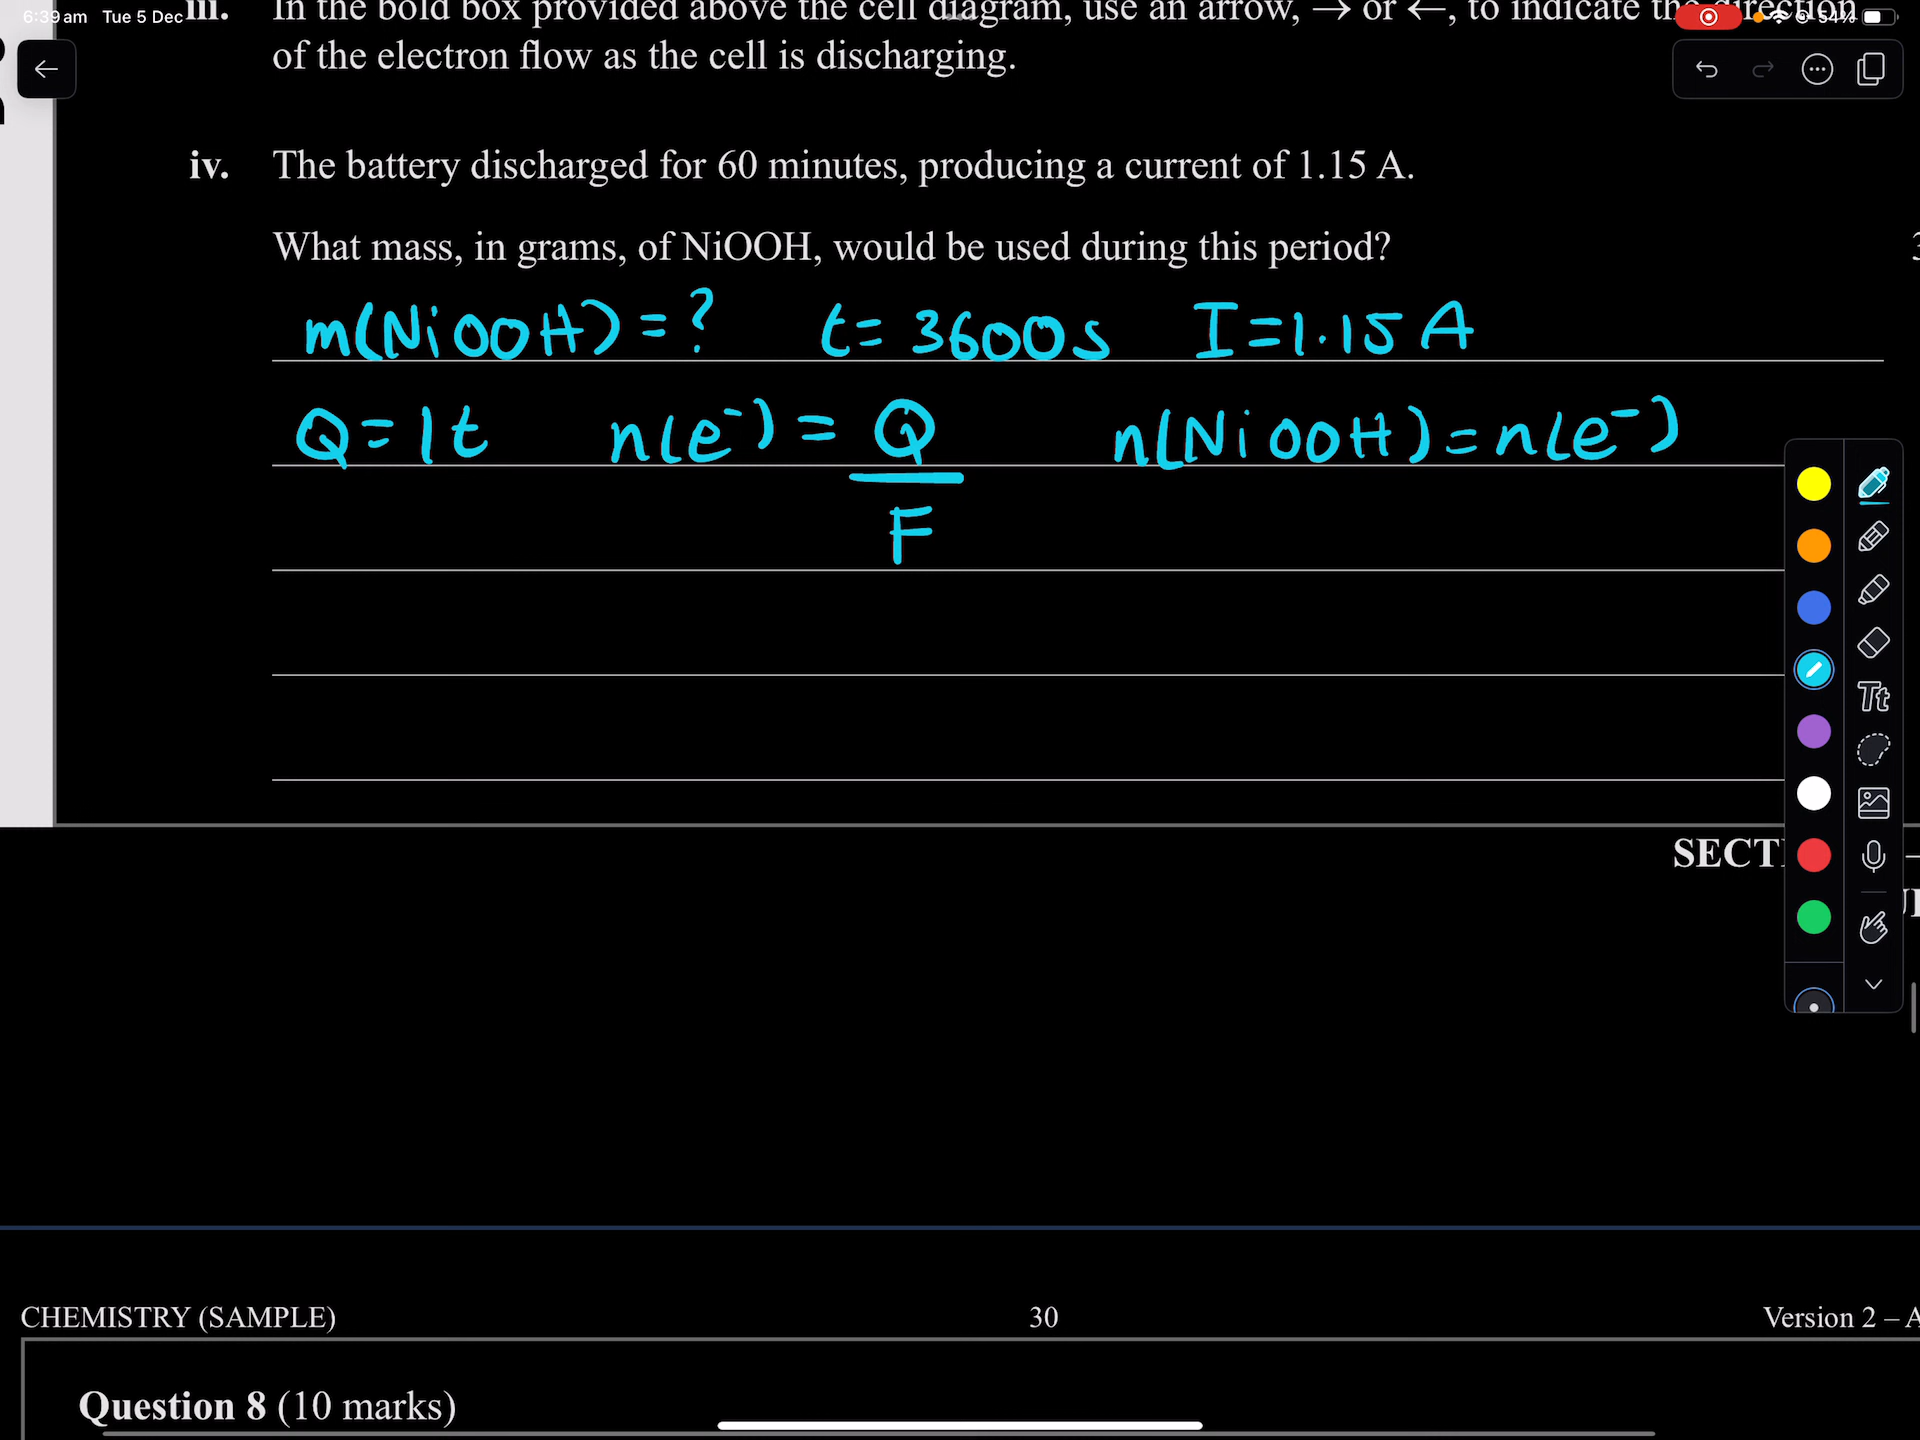 6:39 am Tue 5 Dec
54%
iii. In the bold box provided above the cell diagram, use an arrow, → or ←, to indicate the direction
of the electron flow as the cell is discharging.
iv. The battery discharged for 60 minutes, producing a current of 1.15 A.
What mass, in grams, of NiOOH, would be used during this period?
m(NiOOH) = ? t = 3600s I = 1.15 A
Q = It n(e⁻) = Q n(NiOOH) = n(e⁻)
F
Tt
SECTI
CHEMISTRY (SAMPLE) 30 Version 2 – A
Question 8 (10 marks)